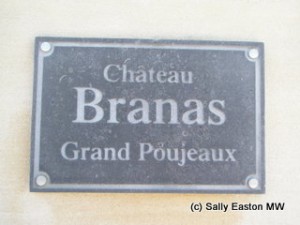 Château
Branas
Grand Poujeaux
(c) Sally Easton MW